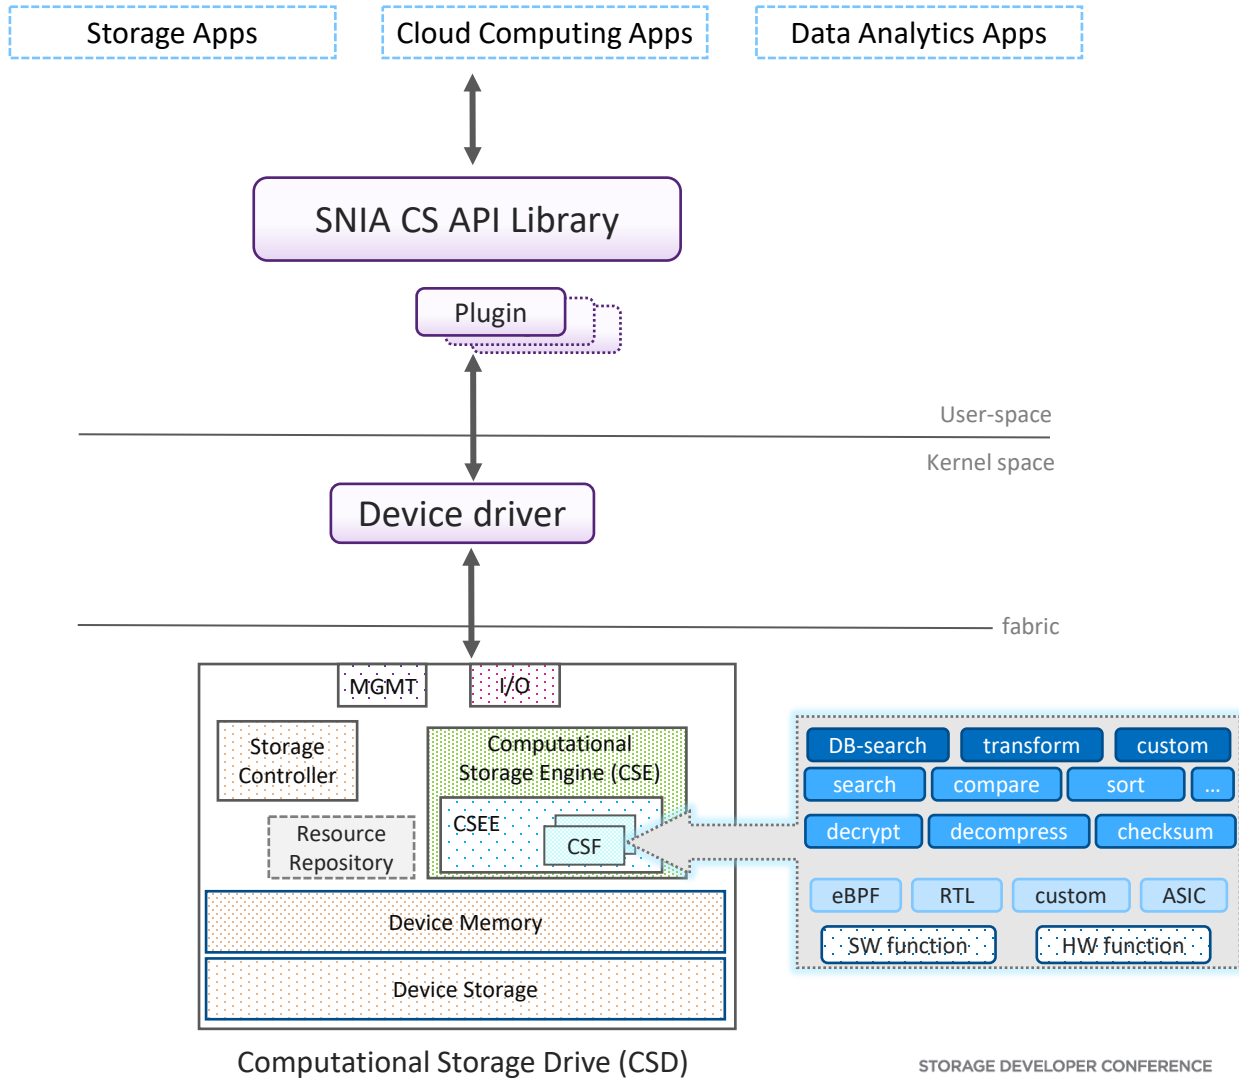 Storage Apps
Cloud Computing Apps
Data Analytics Apps
SNIA CS API Library
Plugin
User-space
Kernel space
Device driver
fabric
MGMT
I/O
Storage
Controller
Computational
Storage Engine (CSE)
CSEE
CSF
Resource
Repository
Device Memory
Device Storage
Computational Storage Drive (CSD)
DB-search
transform
custom
search
compare
sort
...
decrypt
decompress
checksum
eBPF
RTL
custom
ASIC
SW function
HW function
STORAGE DEVELOPER CONFERENCE